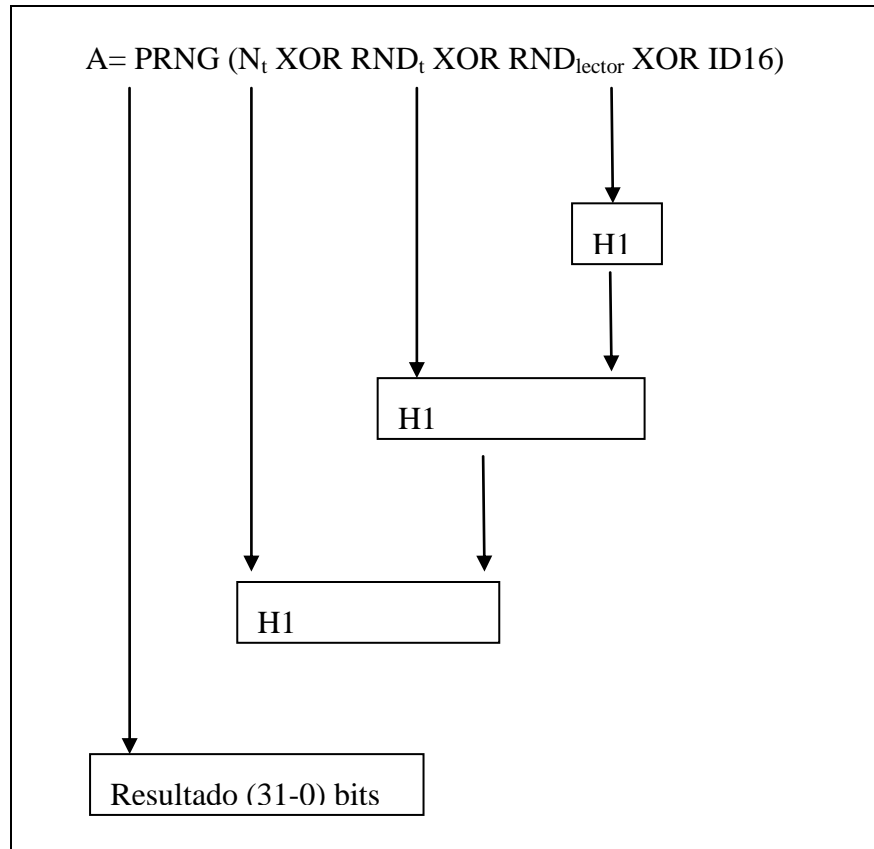 A= PRNG (Nt XOR RNDt XOR RNDlector XOR ID16)
H1
H1
H1
Resultado (31-0) bits